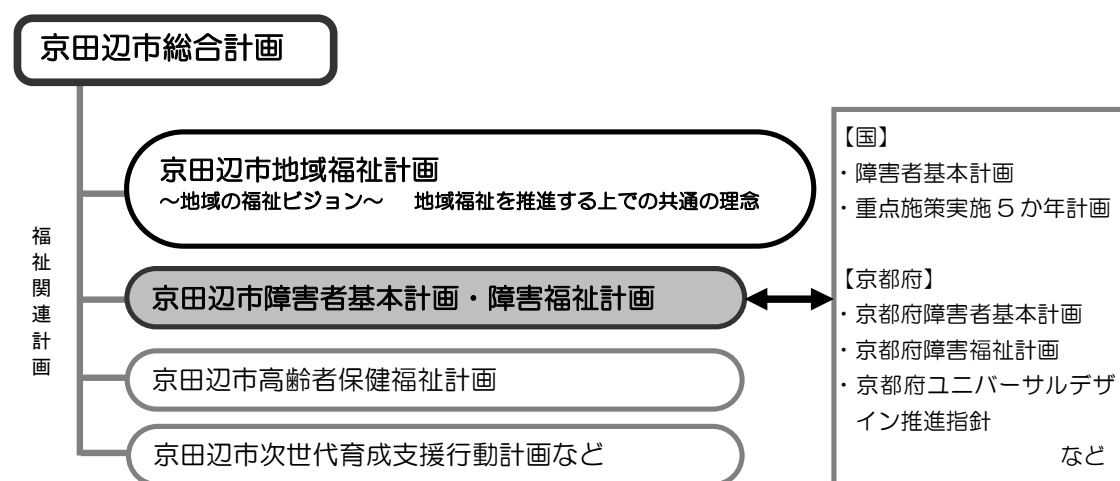 京田辺市総合計画
京田辺市地域福祉計画
～地域の福祉ビジョン～　地域福祉を推進する上での共通の理念
福祉関連計画
京田辺市障害者基本計画・障害福祉計画
京田辺市高齢者保健福祉計画
京田辺市次世代育成支援行動計画など
【国】
・障害者基本計画
・重点施策実施５か年計画
【京都府】
・京都府障害者基本計画
・京都府障害福祉計画
・京都府ユニバーサルデザ
イン推進指針
など